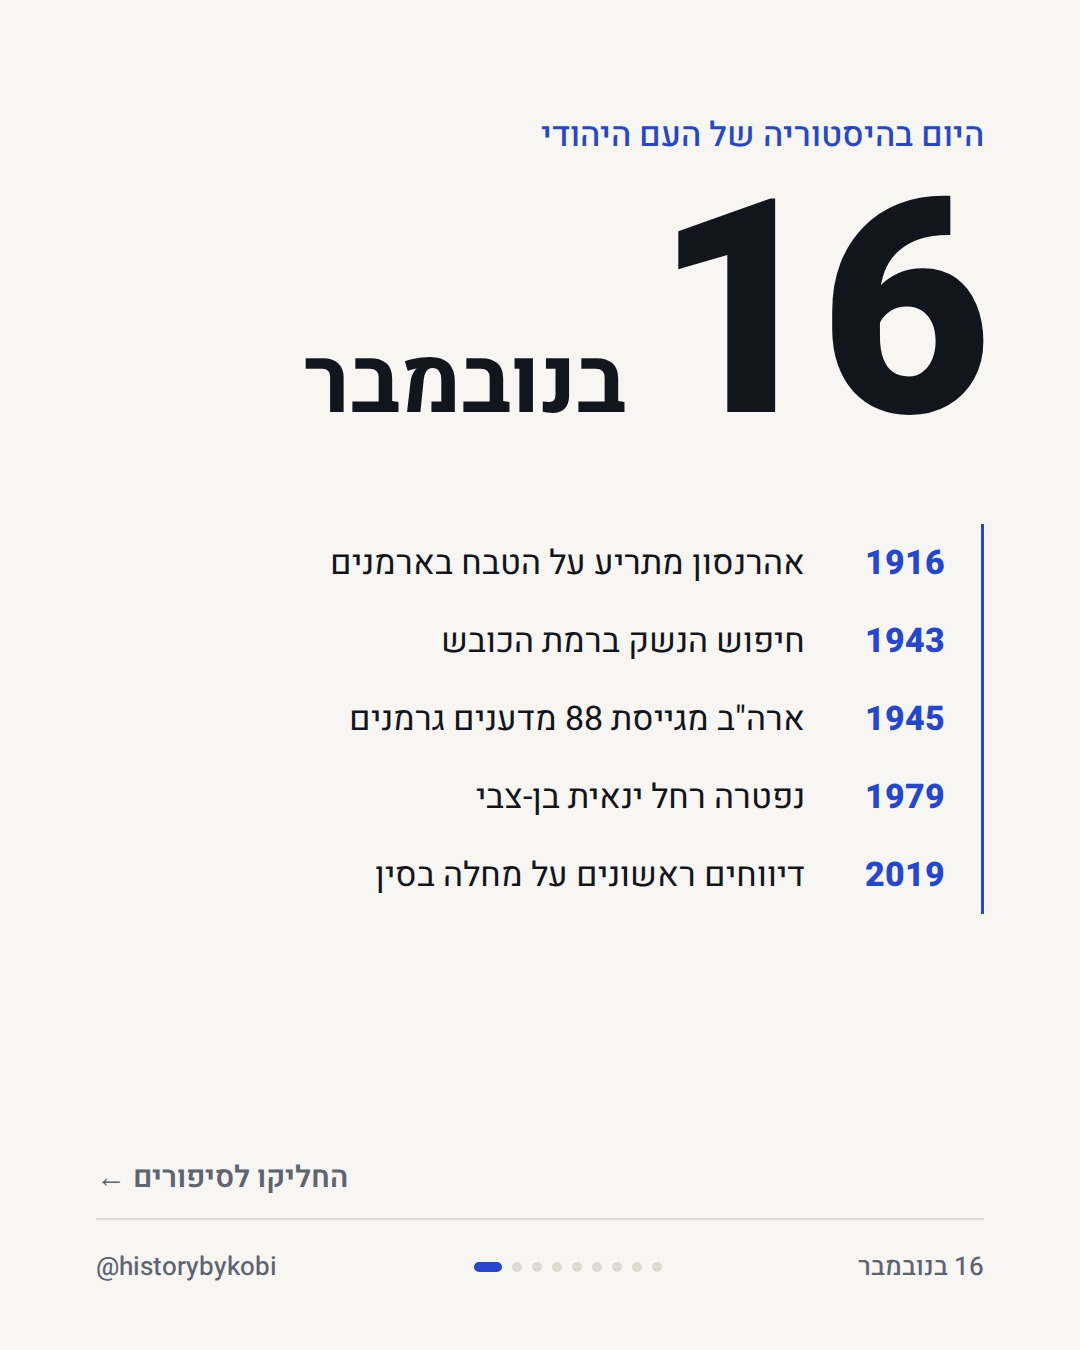 היום בהיסטוריה של העם היהודי
16 בנובמבר
1916 אהרנסון מתריע על הטבח בארמנים
1943 חיפוש הנשק ברמת הכובש
1945 ארה"ב מגייסת 88 מדענים גרמנים
1979 נפטרה רחל ינאית בן-צבי
2019 דיווחים ראשונים על מחלה בסין
החליקו לסיפורים ←
16 בנובמבר
@historybykobi